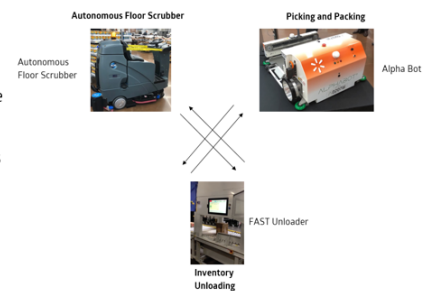 Autonomous Floor Scrubber
Picking and Packing
Autonomous
Floor Scrubber
Alpha Bot
FAST Unloader
Inventory
Unloading